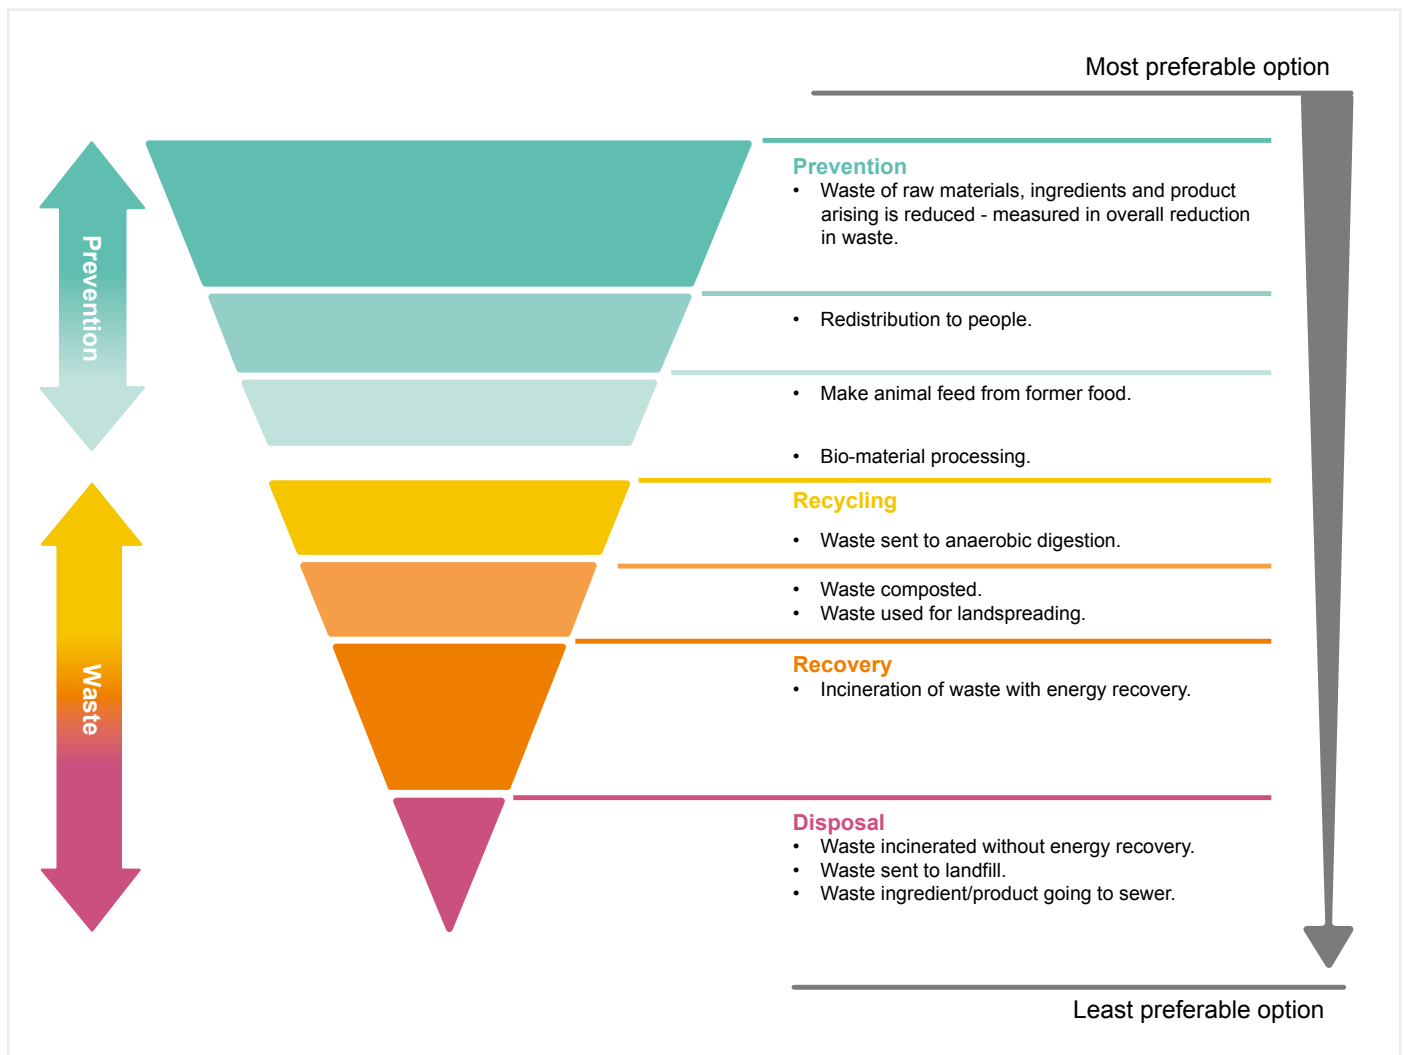 Most preferable option
Prevention
Prevention
• Waste of raw materials, ingredients and product
arising is reduced - measured in overall reduction
in waste.
• Redistribution to people.
• Make animal feed from former food.
• Bio-material processing.
Waste
Recycling
• Waste sent to anaerobic digestion.
• Waste composted.
• Waste used for landspreading.
Recovery
• Incineration of waste with energy recovery.
Disposal
• Waste incinerated without energy recovery.
• Waste sent to landfill.
• Waste ingredient/product going to sewer.
Least preferable option